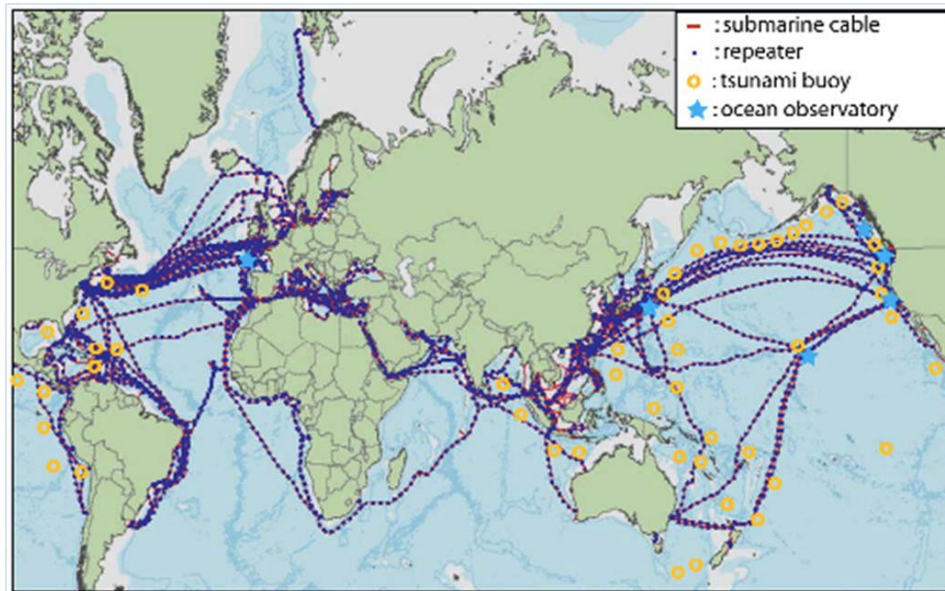 : submarine cable
: repeater
: tsunami buoy
: ocean observatory